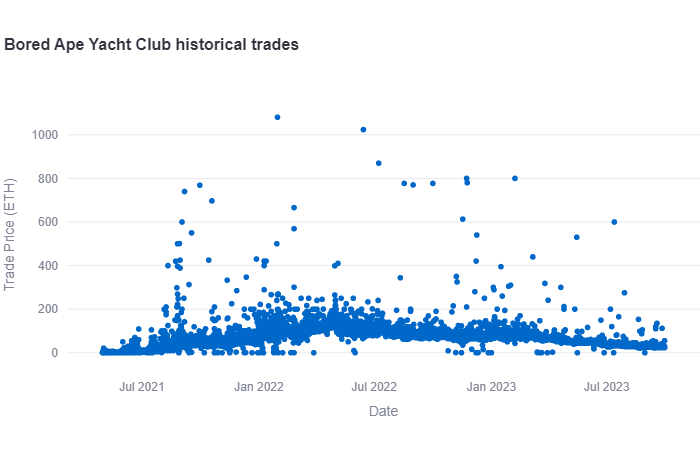 Bored Ape Yacht Club historical trades
1000
800
600
400
200
0
Trade Price (ETH)
Jul 2021
Jan 2022
Jul 2022
Jan 2023
Jul 2023
Date